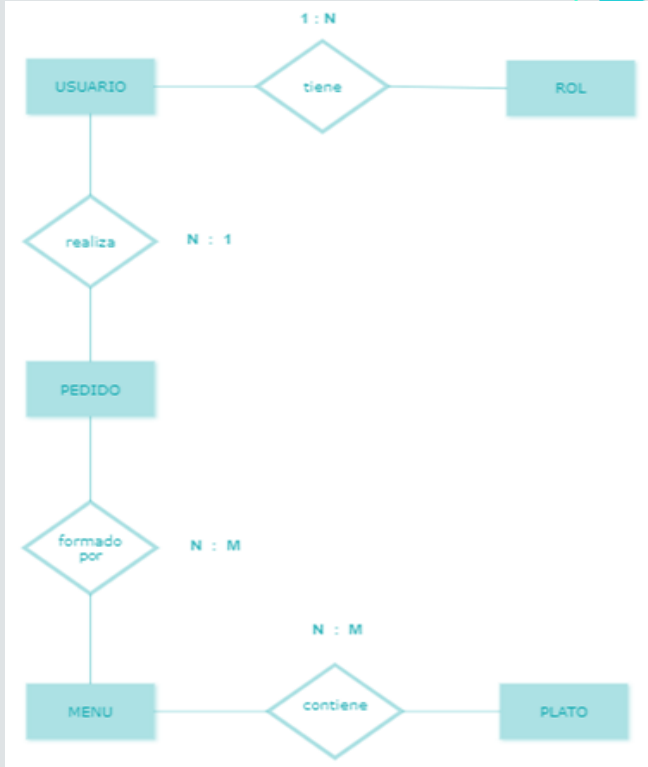 1 : N
USUARIO
tiene
ROL
realiza
N : 1
PEDIDO
formado
por
N : M
N : M
MENU
contiene
PLATO